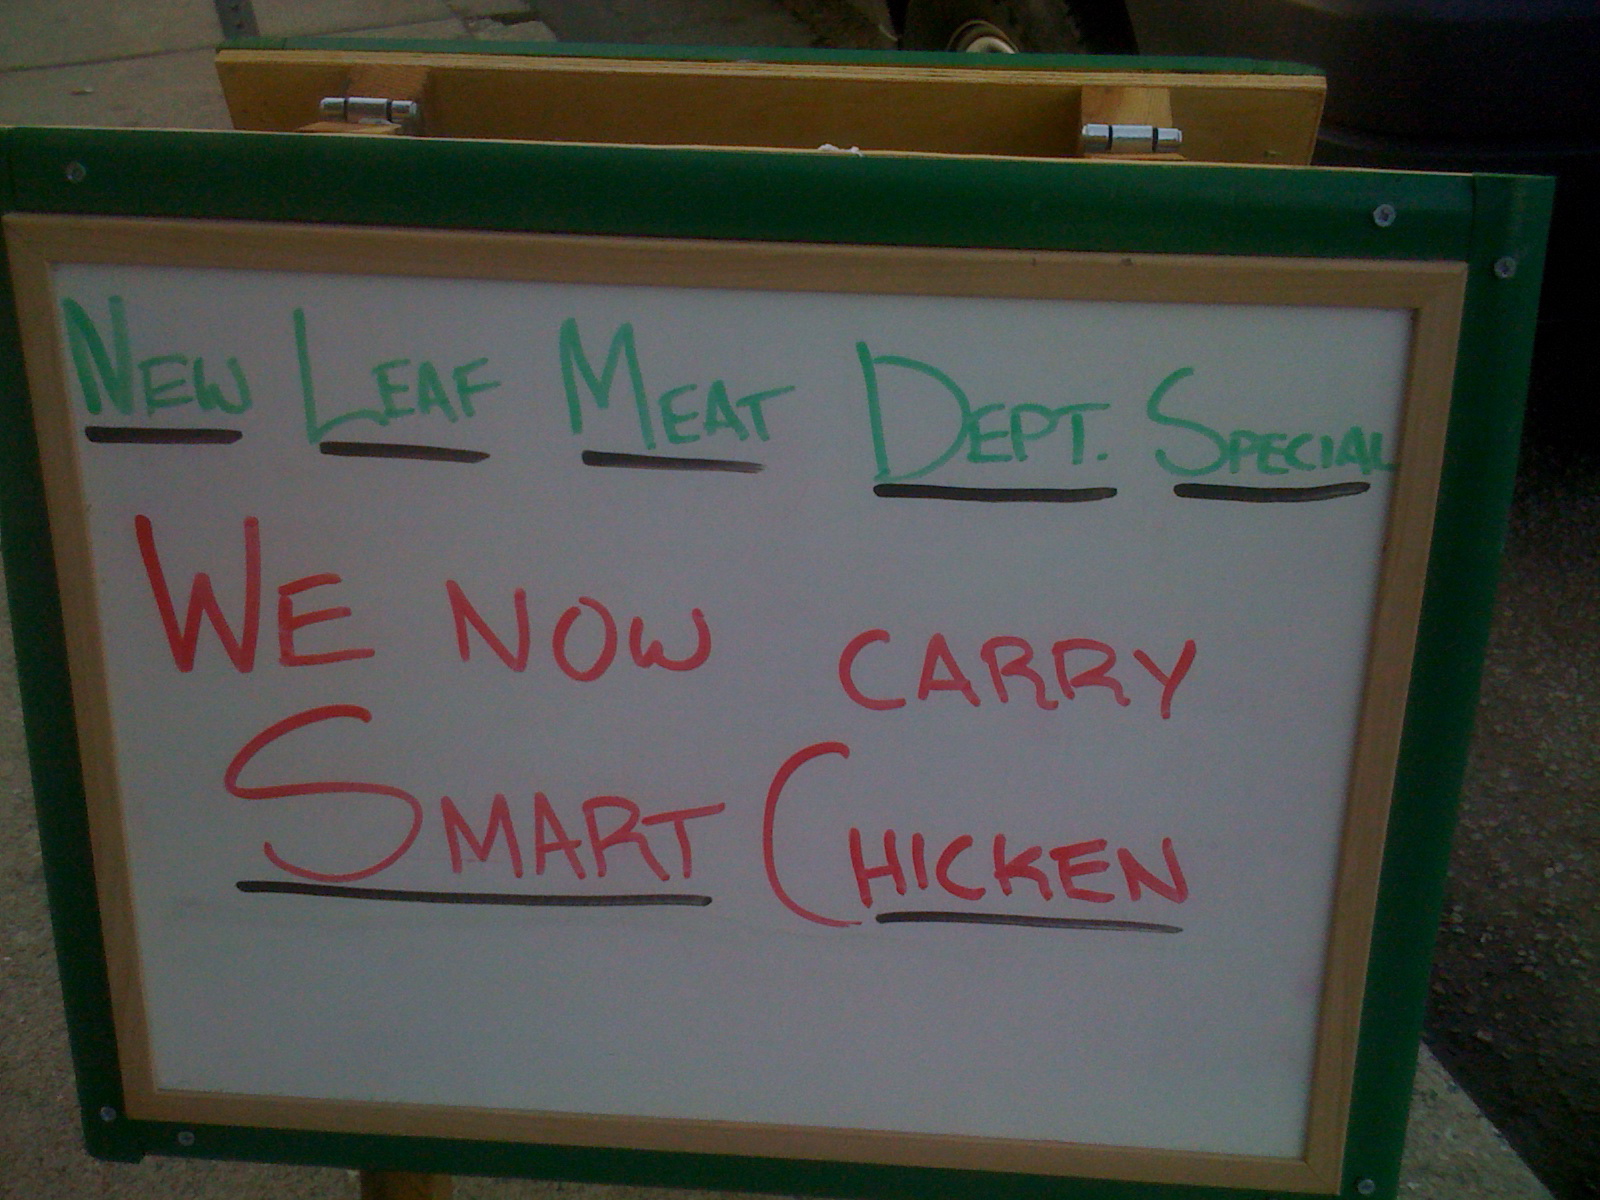 New Leaf Meat Dept. Special
We now carry
Smart Chicken